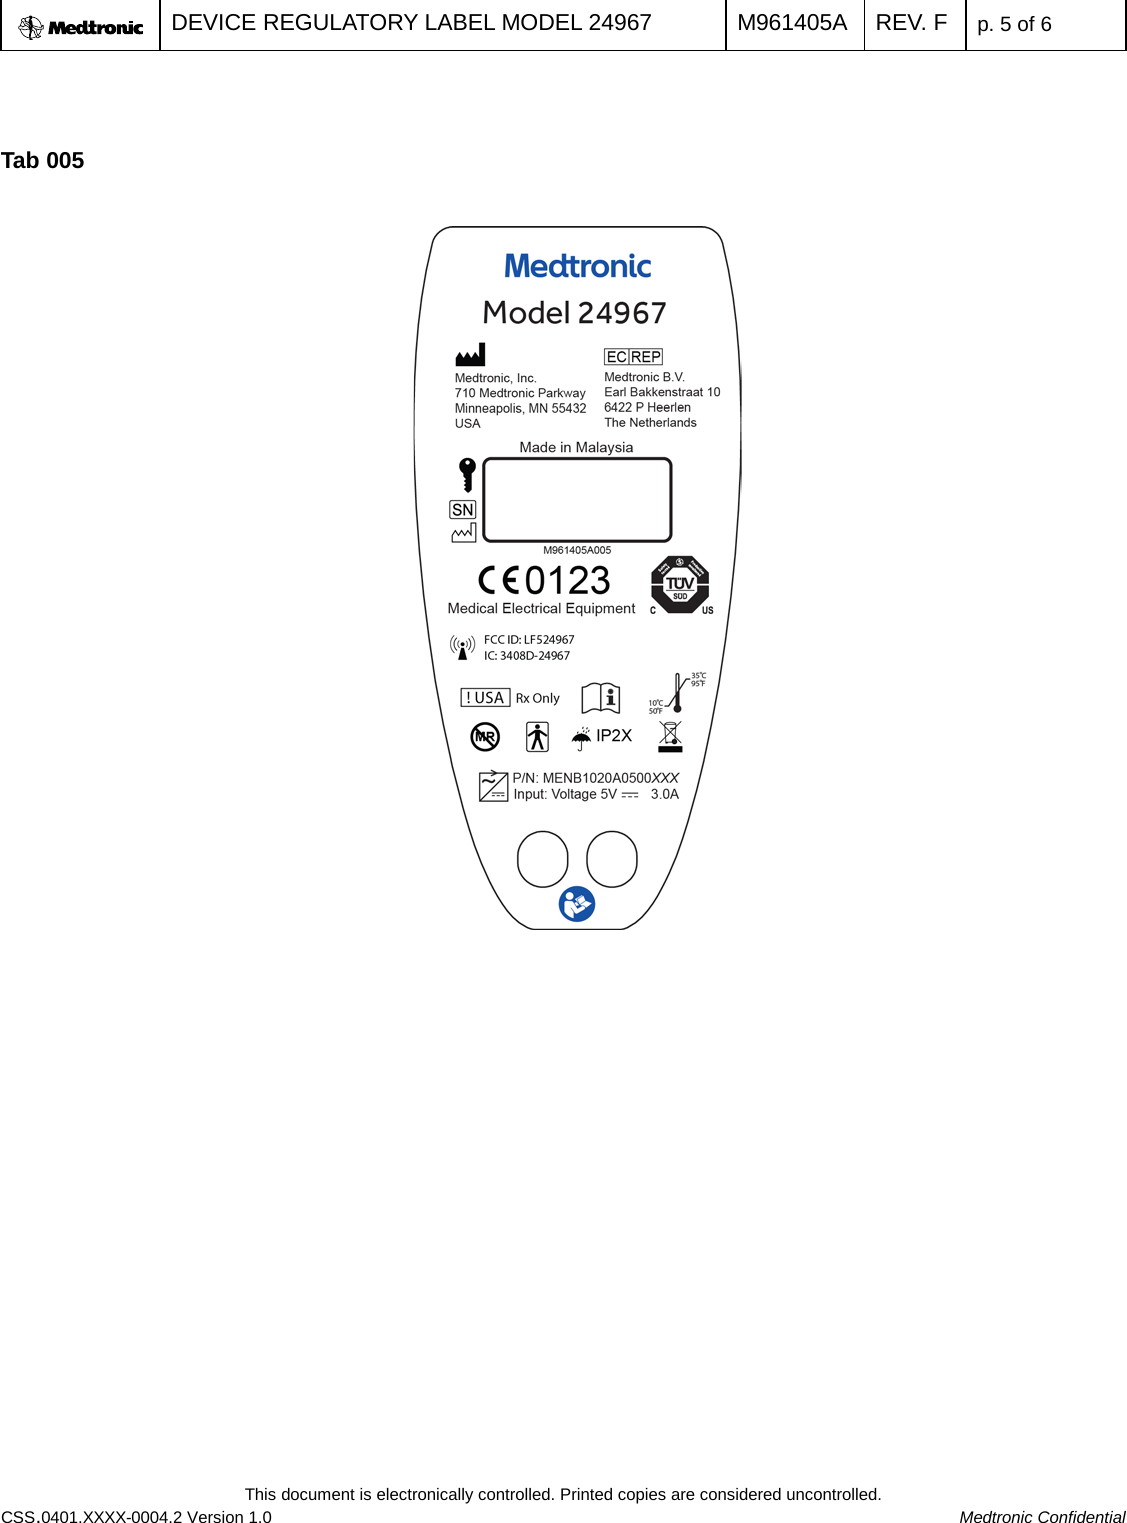 Medtronic DEVICE REGULATORY LABEL MODEL 24967 M961405A REV. F p. 5 of 6
Tab 005
Medtronic
Model 24967
EC REP
Medtronic, Inc.
710 Medtronic Parkway
Minneapolis, MN 55432
USA
Medtronic B.V.
Earl Bakkenstraat 10
6422 P Heerlen
The Netherlands
Made in Malaysia
SN
M961405A005
CE0123
TÜV
SÜD
C US
Medical Electrical Equipment
FCC ID: LF524967
IC: 3408D-24967
! USA Rx Only
i
35°C
95°F
10°C
50°F
MR
IP2X
P/N: MENB1020A0500XXX
Input: Voltage 5V 3.0A
This document is electronically controlled. Printed copies are considered uncontrolled.
CSS.0401.XXXX-0004.2 Version 1.0 Medtronic Confidential